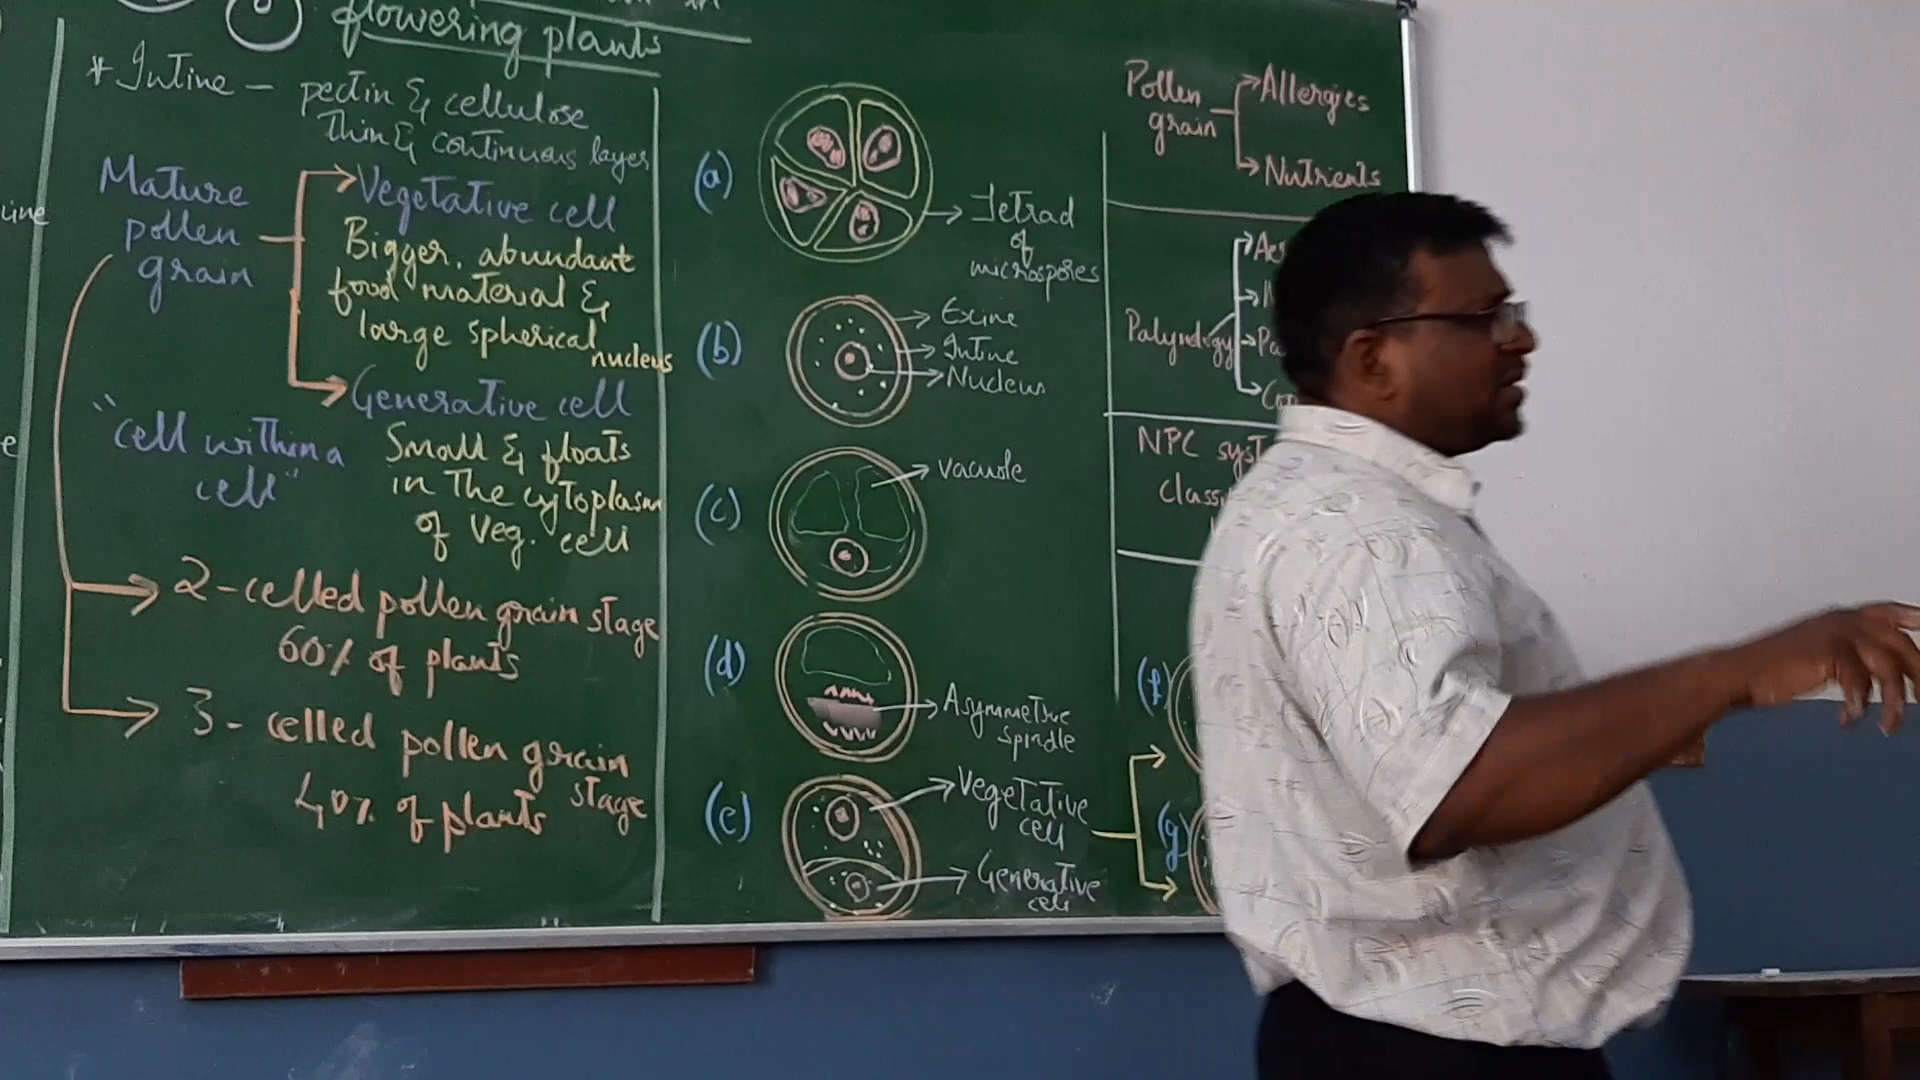 flowering plants
* Intine - pectin & cellulose
Thin & continuous layer
Mature
pollen
grain
Vegetative cell
Bigger, abundant
food material &
large spherical
nucleus
Generative cell
"cell within a
cell"
Small & floats
in the cytoplasm
of veg. cell
2-celled pollen grain stage
60% of plants
3-celled pollen grain
stage
40% of plants
(a)
Tetrad
of
microspores
(b)
Exine
Intine
Nucleus
(c)
vacuole
(d)
Asymmetric
spindle
(e)
Vegetative
cell
Generative
cell
Pollen
grain
Allergies
Nutrients
Palynology
NPC
(f)
(g)